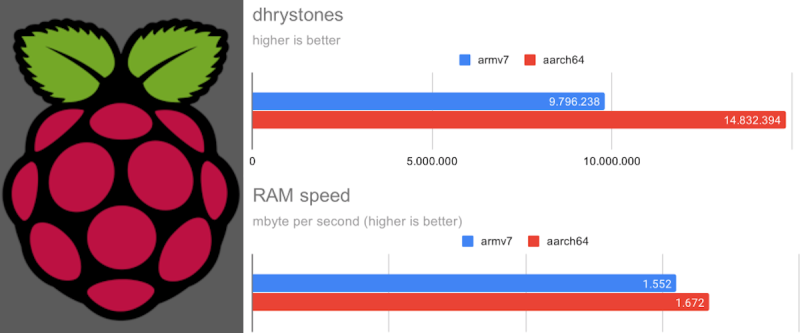 dhrystones
higher is better
armv7 aarch64
9.796.238
14.832.394
0 5.000.000 10.000.000
RAM speed
mbyte per second (higher is better)
armv7 aarch64
1.552
1.672